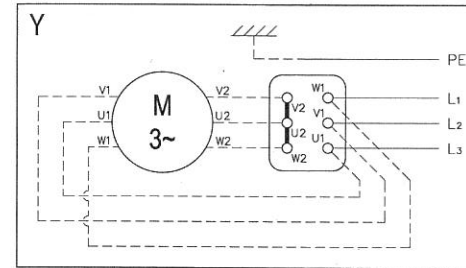 Y
PE
V1 V2 W1 L1
M V2 V1
U1 U2 L2
3~ U2 U1
W1 W2 L3
W2